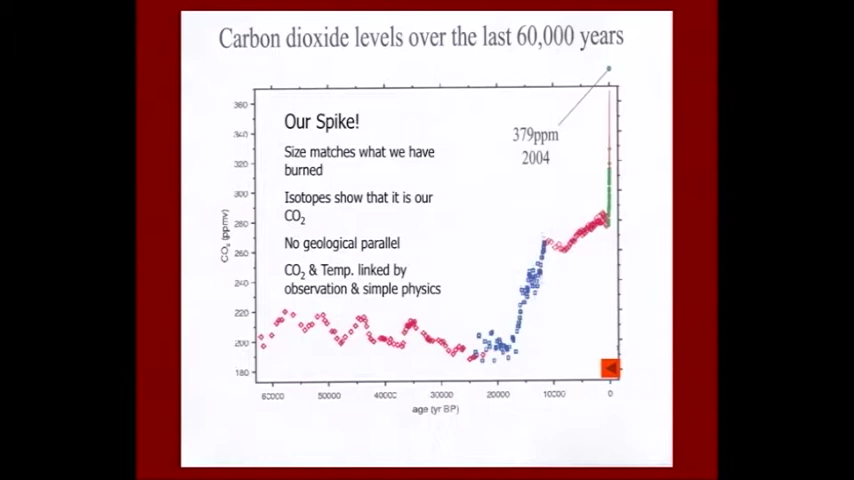 Carbon dioxide levels over the last 60,000 years
Our Spike!
Size matches what we have
burned
Isotopes show that it is our
CO₂
No geological parallel
CO₂ & Temp. linked by
observation & simple physics
379ppm
2004
360
340
320
300
280
260
240
220
200
180
CO₂ (ppmv)
60000 50000 40000 30000 20000 10000 0
age (yr BP)